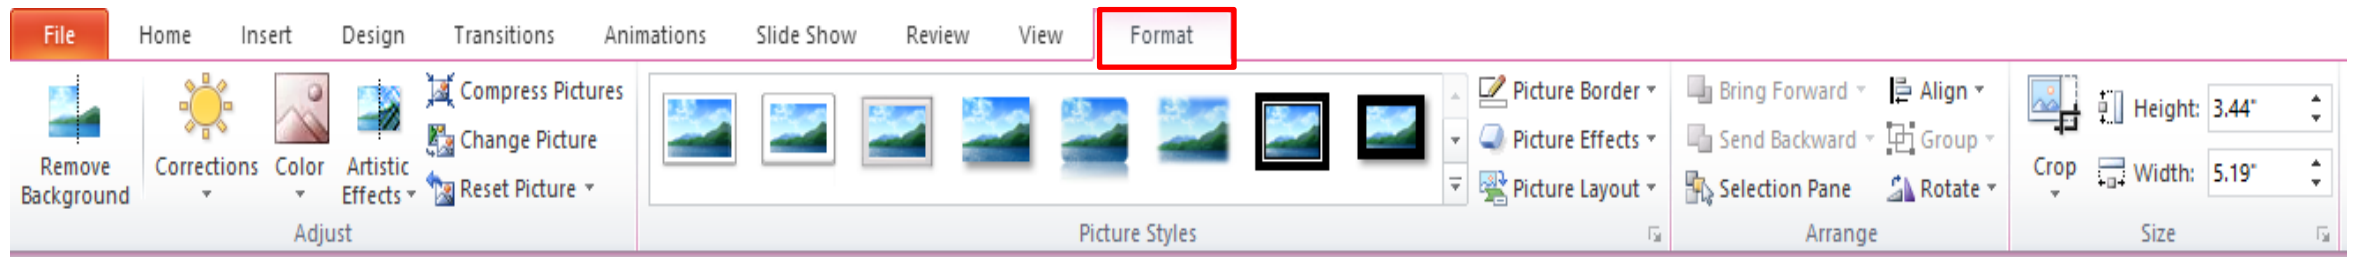 File Home Insert Design Transitions Animations Slide Show Review View Format
Remove
Background
Corrections
Color
Artistic
Effects
Compress Pictures
Change Picture
Reset Picture
Adjust
Picture Border
Picture Effects
Picture Layout
Picture Styles
Bring Forward
Send Backward
Selection Pane
Align
Group
Rotate
Arrange
Crop
Height: 3.44"
Width: 5.19"
Size